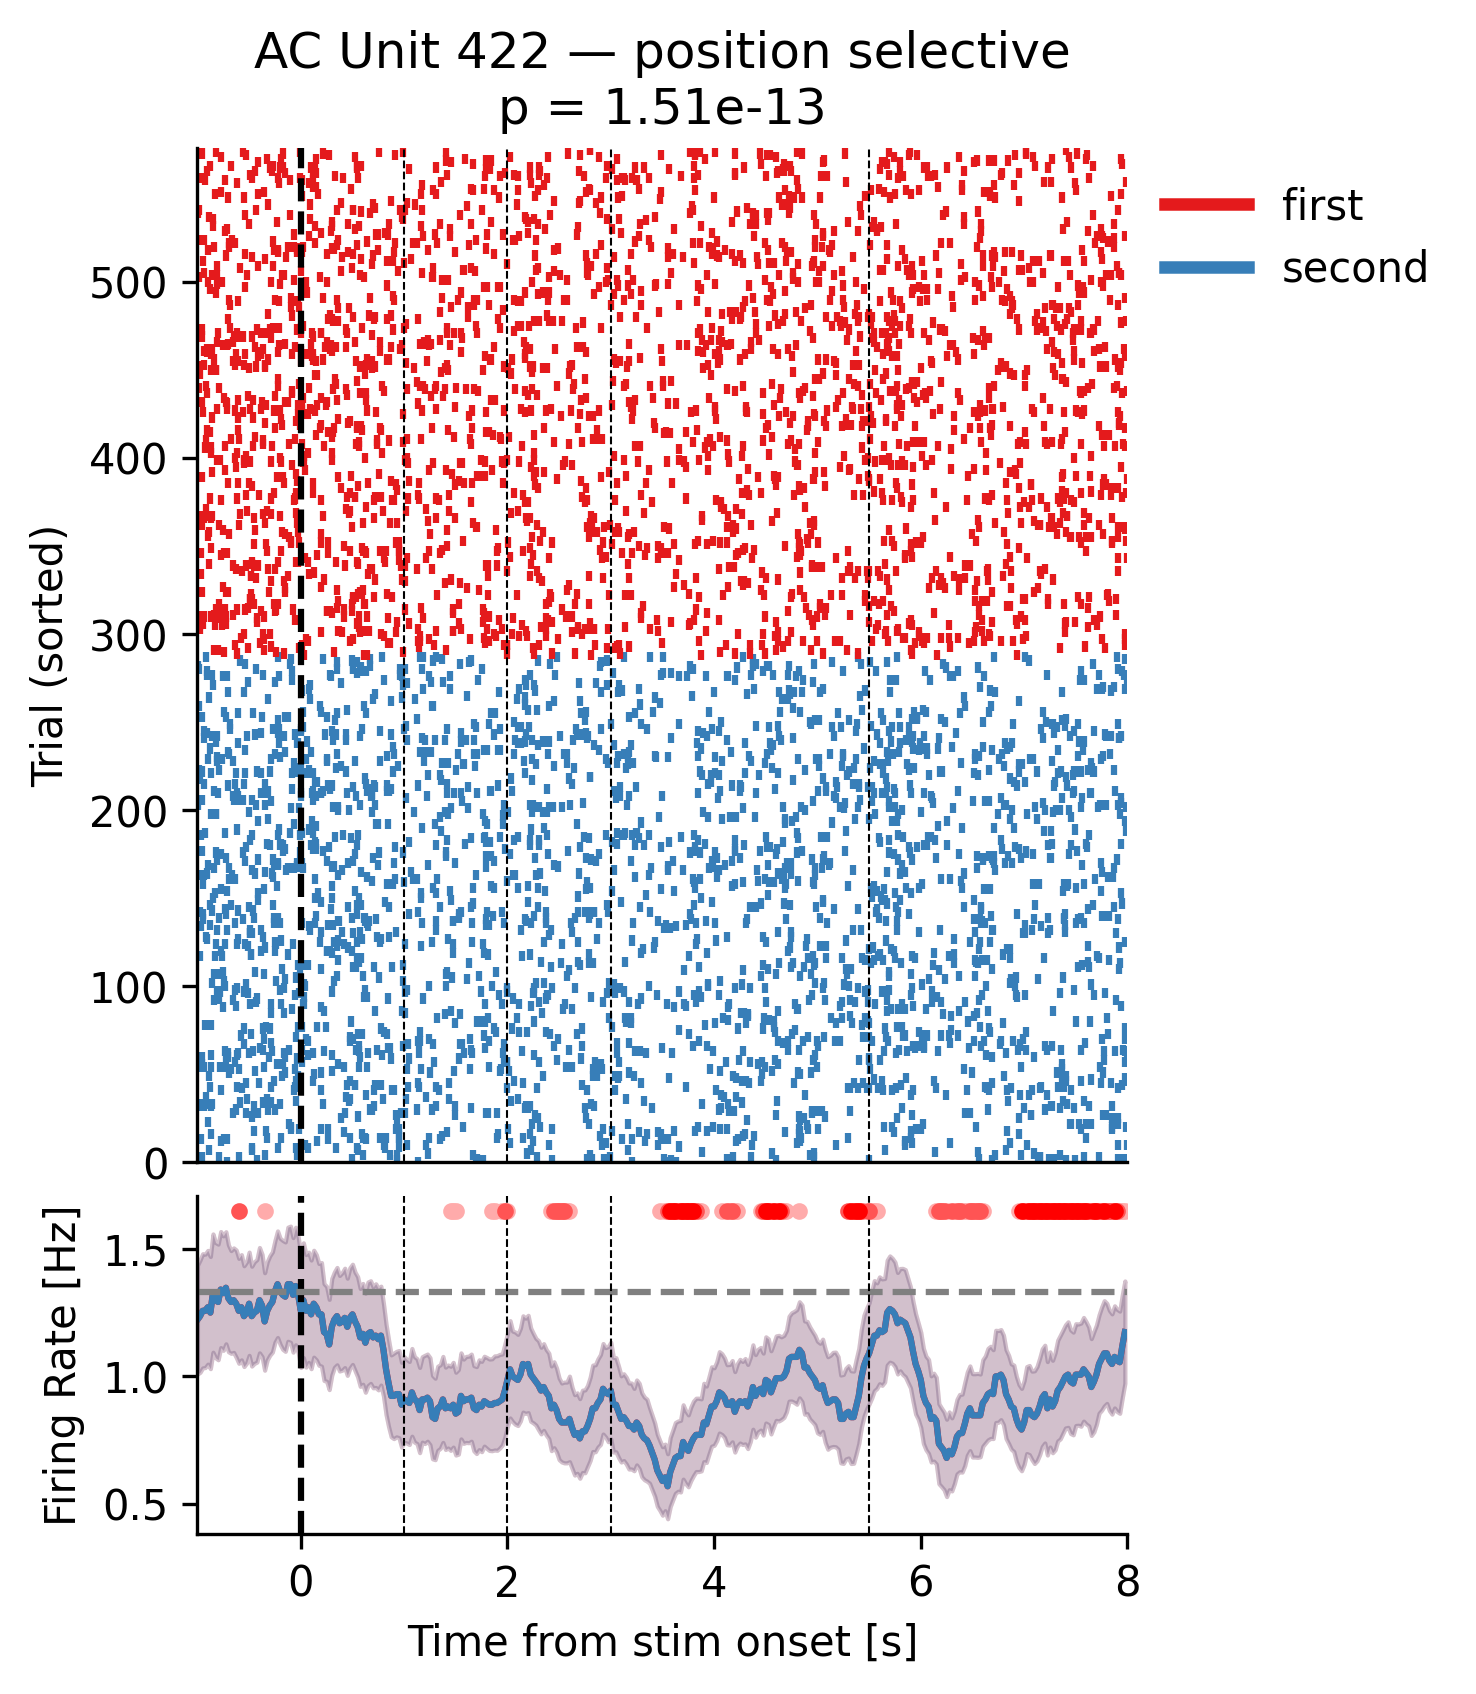 AC Unit 422 — position selective
p = 1.51e-13
first
second
Trial (sorted)
500
400
300
200
100
0
Firing Rate [Hz]
1.5
1.0
0.5
0 2 4 6 8
Time from stim onset [s]